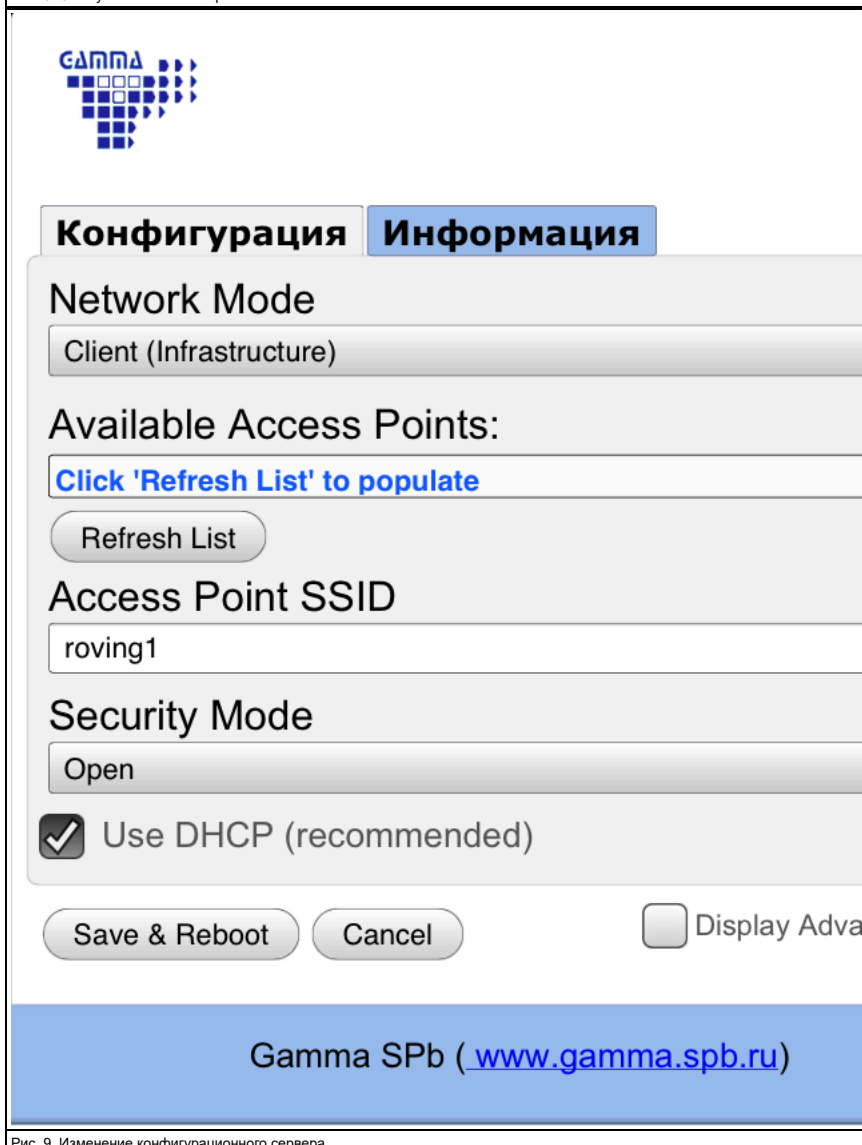 GAMMA
Конфигурация Информация
Network Mode
Client (Infrastructure)
Available Access Points:
Click 'Refresh List' to populate
Refresh List
Access Point SSID
roving1
Security Mode
Open
Use DHCP (recommended)
Save & Reboot Cancel Display
Gamma SPb ( www.gamma.spb.ru)
Рис. 9. Изменение конфигурационного сервера